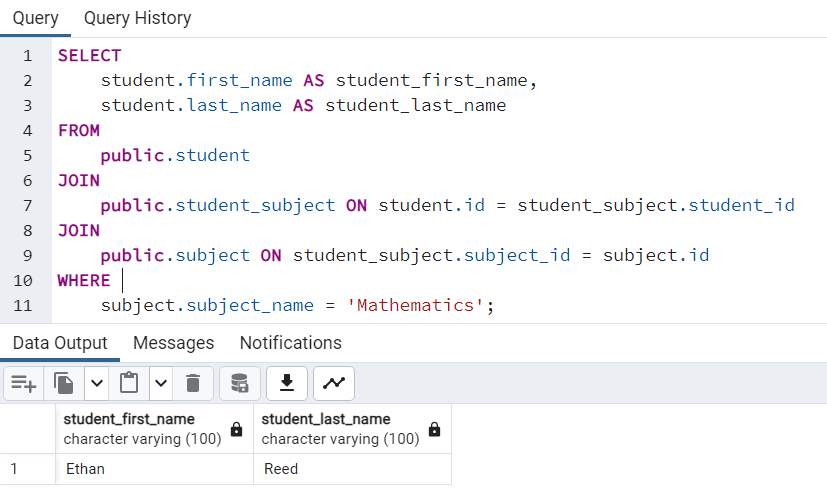 Query Query History
1 SELECT
2 student.first_name AS student_first_name,
3 student.last_name AS student_last_name
4 FROM
5 public.student
6 JOIN
7 public.student_subject ON student.id = student_subject.student_id
8 JOIN
9 public.subject ON student_subject.subject_id = subject.id
10 WHERE
11 subject.subject_name = 'Mathematics';
Data Output Messages Notifications
student_first_name student_last_name
character varying (100) character varying (100)
1 Ethan Reed